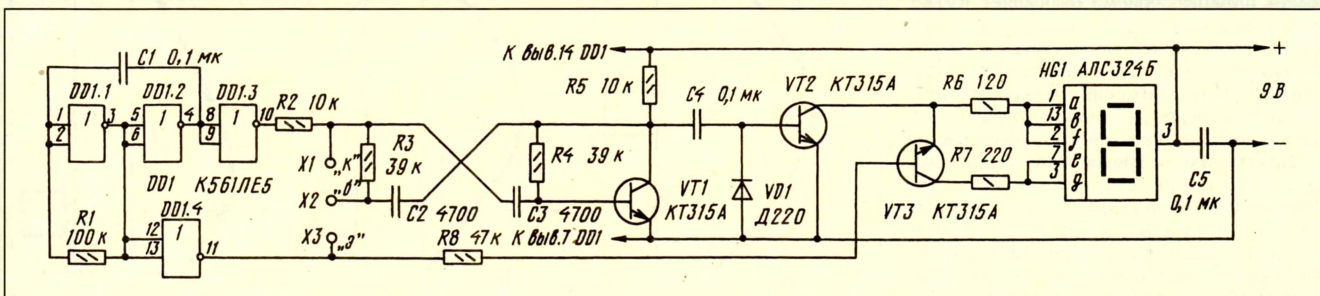 C1 0,1 мк
DD1.1
DD1.2
DD1.3
1
2
1
3
5
6
1
4
8
9
1
10
R2 10 к
R3
39 к
X1
„к"
X2
„б"
X3
„э"
C2 4700
DD1 К561ЛЕ5
R1
100 к
DD1.4
12
13
1
11
К выв.14 DD1
R5 10 к
R4 39 к
C3 4700
VT1
КТ315А
К выв.7 DD1
R8 47 к
C4 0,1 мк
VD1
Д220
VT2 КТ315А
VT3 КТ315А
R6 120
R7 220
HG1 АЛС324Б
1
13
2
7
3
a
b
f
e
g
3
+
9 В
-
C5
0,1 мк